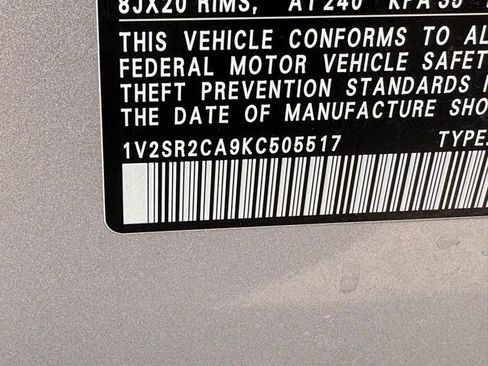 8JX20 RIMS, AT 240 KPA 35
THIS VEHICLE CONFORMS TO AL
FEDERAL MOTOR VEHICLE SAFET
THEFT PREVENTION STANDARDS I
THE DATE OF MANUFACTURE SHO
1V2SR2CA9KC505517 TYPE: